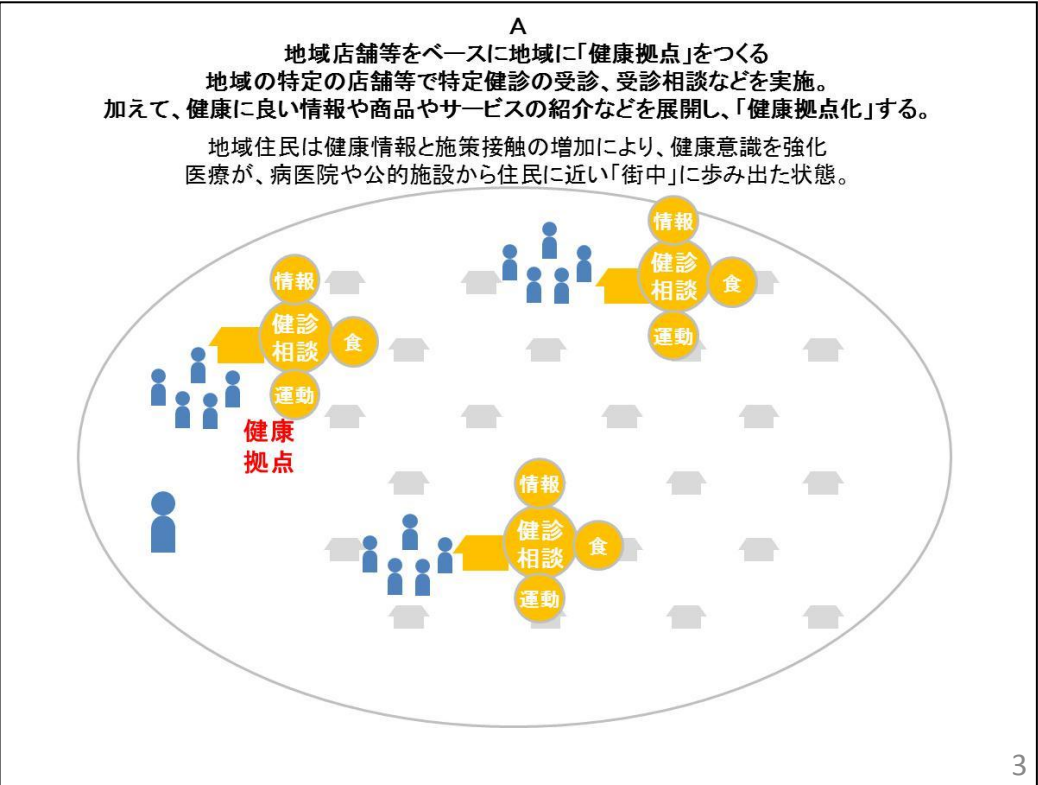 A
地域店舗等をベースに地域に「健康拠点」をつくる
地域の特定の店舗等で特定健診の受診、受診相談などを実施。
加えて、健康に良い情報や商品やサービスの紹介などを展開し、「健康拠点化」する。
地域住民は健康情報と施策接触の増加により、健康意識を強化
医療が、病医院や公的施設から住民に近い「街中」に歩み出た状態。
情報
健診
相談
食
運動
情報
健診
相談
食
運動
健康
拠点
情報
健診
相談
食
運動
3